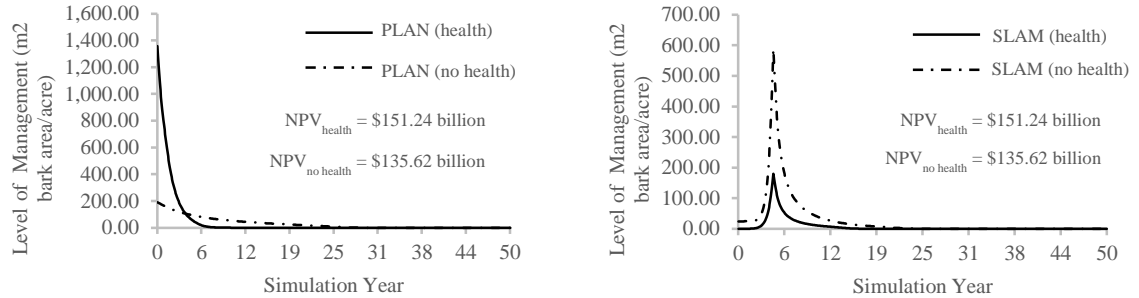 Level of Management (m2
bark area/acre)
1,600.00
1,400.00
1,200.00
1,000.00
800.00
600.00
400.00
200.00
0.00
PLAN (health)
PLAN (no health)
NPVhealth = $151.24 billion
NPVno health = $135.62 billion
0 6 12 19 25 31 38 44 50
Simulation Year
Level of Management (m2
bark area/acre)
700.00
600.00
500.00
400.00
300.00
200.00
100.00
0.00
SLAM (health)
SLAM (no health)
NPVhealth = $151.24 billion
NPVno health = $135.62 billion
0 6 12 19 25 31 38 44 50
Simulation Year